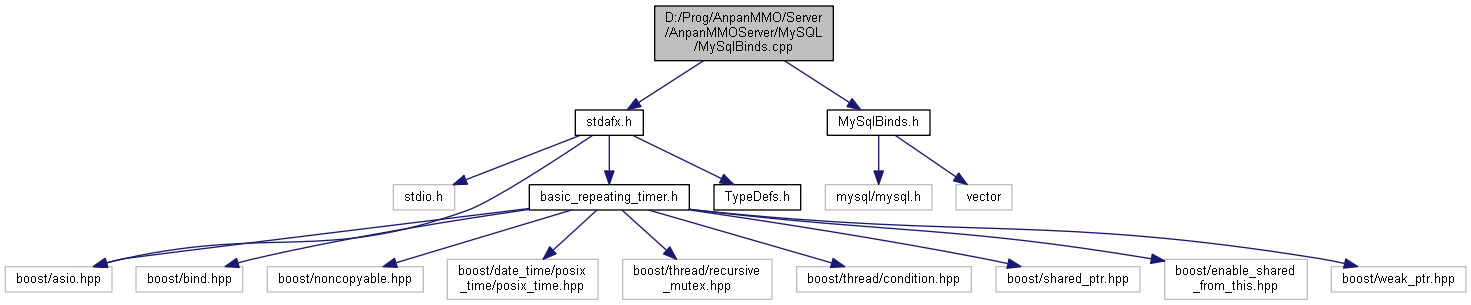 D:/Prog/AnpanMMO/Server
/AnpanMMOServer/MySQL
/MySqlBinds.cpp
stdafx.h
MySqlBinds.h
stdio.h
basic_repeating_timer.h
TypeDefs.h
mysql/mysql.h
vector
boost/asio.hpp
boost/bind.hpp
boost/noncopyable.hpp
boost/date_time/posix
_time/posix_time.hpp
boost/thread/recursive
_mutex.hpp
boost/thread/condition.hpp
boost/shared_ptr.hpp
boost/enable_shared
_from_this.hpp
boost/weak_ptr.hpp